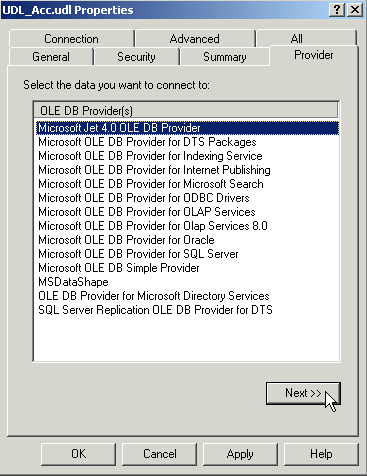 UDL_Acc.udl Properties
Connection Advanced All
General Security Summary Provider
Select the data you want to connect to:
OLE DB Provider(s)
Microsoft Jet 4.0 OLE DB Provider
Microsoft OLE DB Provider for DTS Packages
Microsoft OLE DB Provider for Indexing Service
Microsoft OLE DB Provider for Internet Publishing
Microsoft OLE DB Provider for Microsoft Search
Microsoft OLE DB Provider for ODBC Drivers
Microsoft OLE DB Provider for OLAP Services
Microsoft OLE DB Provider for Olap Services 8.0
Microsoft OLE DB Provider for Oracle
Microsoft OLE DB Provider for SQL Server
Microsoft OLE DB Simple Provider
MSDataShape
OLE DB Provider for Microsoft Directory Services
SQL Server Replication OLE DB Provider for DTS
Next >>
OK Cancel Apply Help